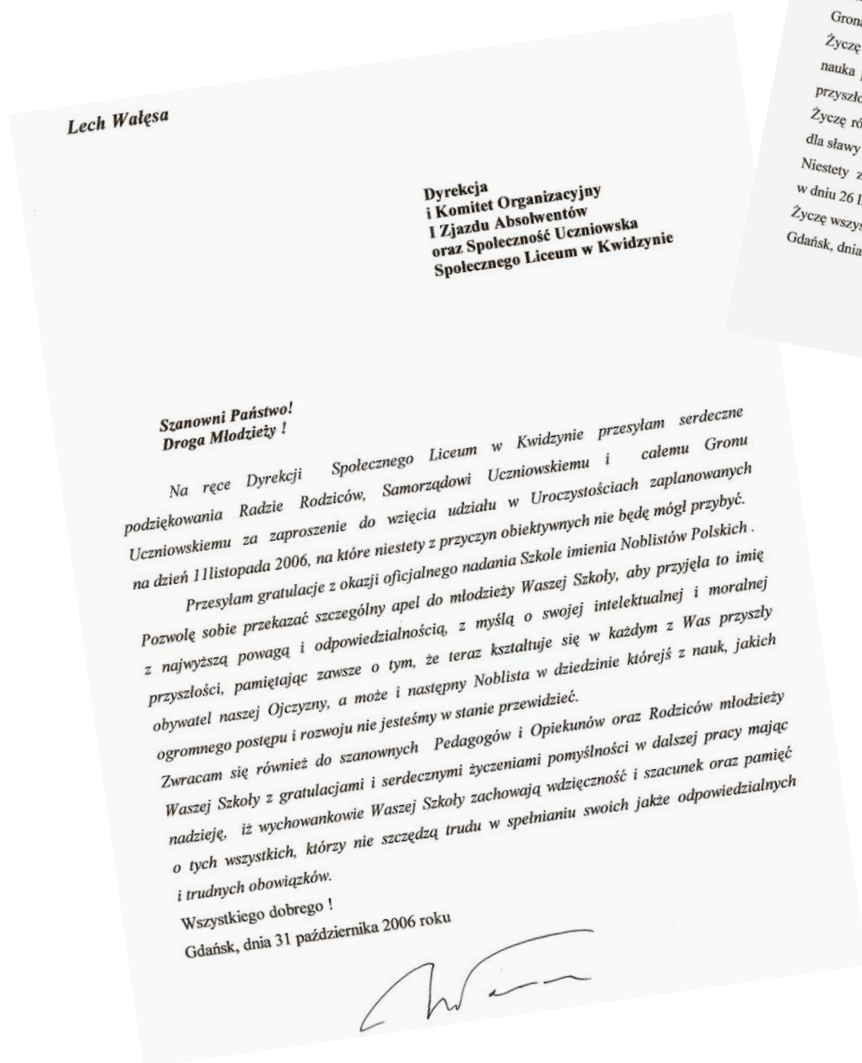 Lech Wałęsa
Dyrekcja
i Komitet Organizacyjny
I Zjazdu Absolwentów
oraz Społeczność Uczniowska
Społecznego Liceum w Kwidzynie
Szanowni Państwo!
Droga Młodzieży !
Na ręce Dyrekcji Społecznego Liceum w Kwidzynie przesyłam serdeczne
podziękowania Radzie Rodziców, Samorządowi Uczniowskiemu i całemu Gronu
Uczniowskiemu za zaproszenie do wzięcia udziału w Uroczystościach zaplanowanych
na dzień 11listopada 2006, na które niestety z przyczyn obiektywnych nie będę mógł przybyć.
Przesyłam gratulacje z okazji oficjalnego nadania Szkole imienia Noblistów Polskich .
Pozwolę sobie przekazać szczególny apel do młodzieży Waszej Szkoły, aby przyjęła to imię
z najwyższą powagą i odpowiedzialnością, z myślą o swojej intelektualnej i moralnej
przyszłości, pamiętając zawsze o tym, że teraz kształtuje się w każdym z Was przyszły
obywatel naszej Ojczyzny, a może i następny Noblista w dziedzinie którejś z nauk, jakich
ogromnego postępu i rozwoju nie jesteśmy w stanie przewidzieć.
Zwracam się również do szanownych Pedagogów i Opiekunów oraz Rodziców młodzieży
Waszej Szkoły z gratulacjami i serdecznymi życzeniami pomyślności w dalszej pracy mając
nadzieję, iż wychowankowie Waszej Szkoły zachowają wdzięczność i szacunek oraz pamięć
o tych wszystkich, którzy nie szczędzą trudu w spełnianiu swoich jakże odpowiedzialnych
i trudnych obowiązków.
Wszystkiego dobrego !
Gdańsk, dnia 31 października 2006 roku
Życzę
nauka
Życzę
dla sławy
Niestety
w dniu 26
Życzę
Gdańsk, dnia